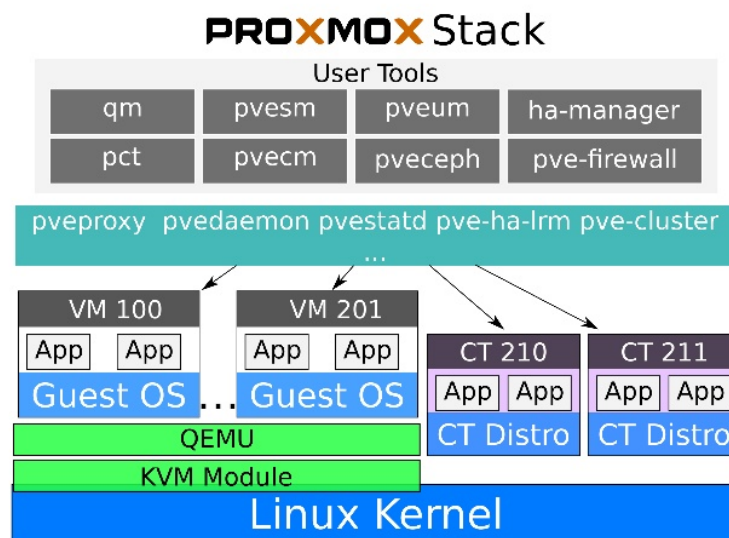 PROXMOX Stack
User Tools
qm pvesm pveum ha-manager
pct pvecm pveceph pve-firewall
pveproxy pvedaemon pvestatd pve-ha-lrm pve-cluster
...
VM 100 VM 201
App App App App
Guest OS ... Guest OS
CT 210 CT 211
App App App App
CT Distro CT Distro
QEMU
KVM Module
Linux Kernel